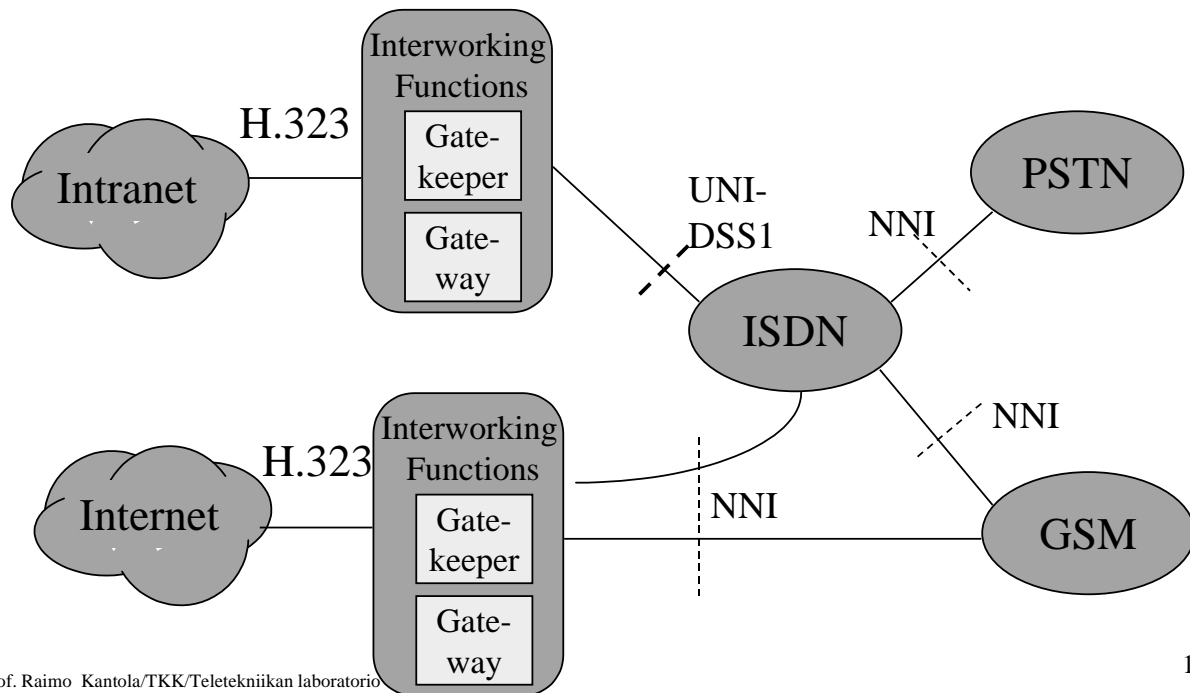 Interworking
Functions
Gate-
keeper
Gate-
way
H.323
Intranet
UNI-
DSS1
NNI
PSTN
ISDN
NNI
Interworking
Functions
Gate-
keeper
Gate-
way
H.323
Internet
NNI
GSM
of. Raimo Kantola/TKK/Teletekniikan laboratorio
1